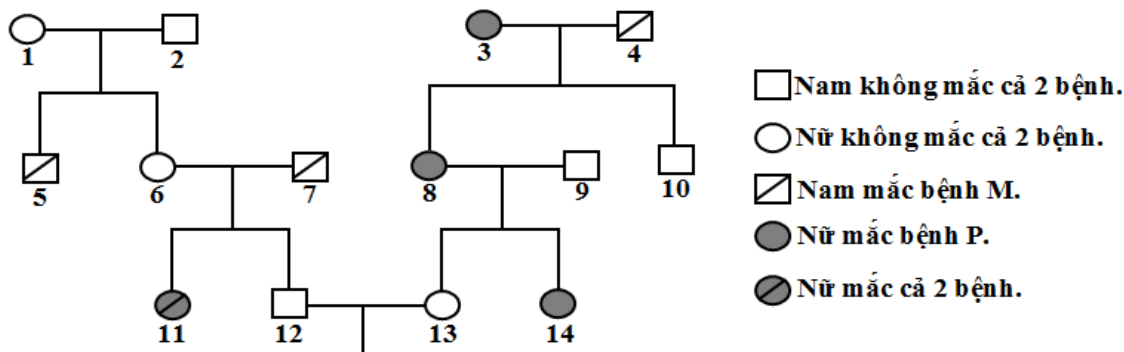 1
2
3
4
5
6
7
8
9
10
11
12
13
14
Nam không mắc cả 2 bệnh.
Nữ không mắc cả 2 bệnh.
Nam mắc bệnh M.
Nữ mắc bệnh P.
Nữ mắc cả 2 bệnh.